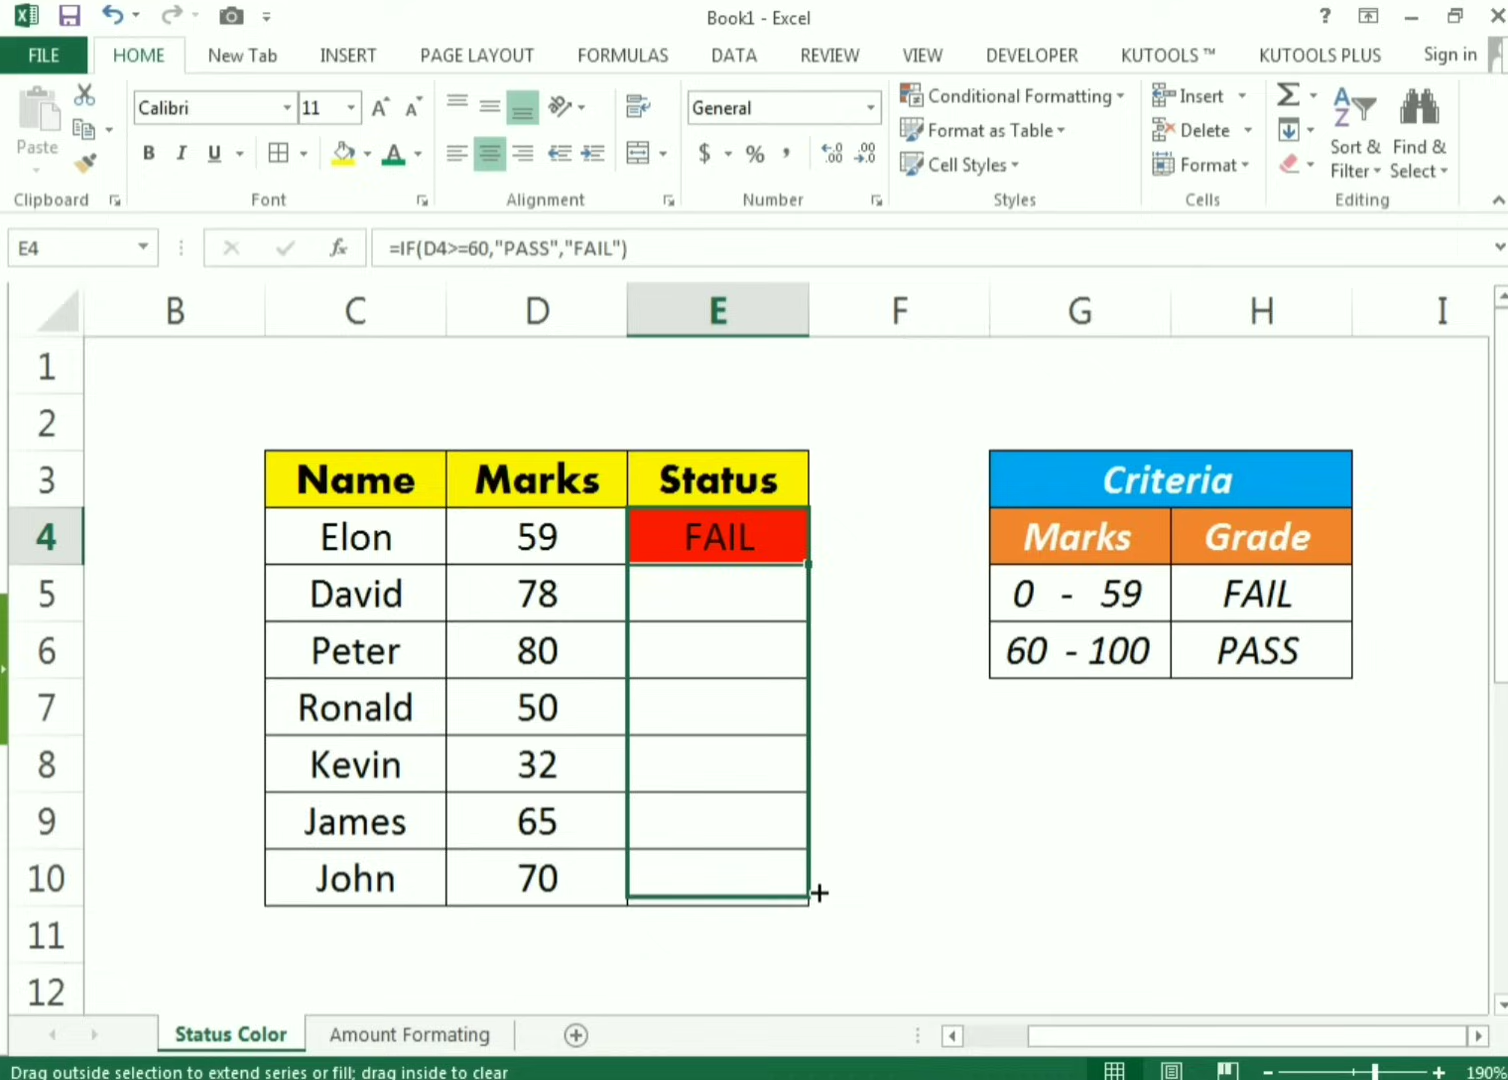 Book1 - Excel
?
FILE HOME New Tab INSERT PAGE LAYOUT FORMULAS DATA REVIEW VIEW DEVELOPER KUTOOLS ™ KUTOOLS PLUS Sign in
Paste
Calibri 11 A A
B I U A
General
$ % ,
Conditional Formatting
Format as Table
Cell Styles
Insert
Delete
Format
Σ
Sort & Filter
Find & Select
Clipboard Font Alignment Number Styles Cells Editing
E4 fx =IF(D4>=60,"PASS","FAIL")
B C D E F G H I
1
2
3 Name Marks Status Criteria
4 Elon 59 FAIL Marks Grade
5 David 78 0 - 59 FAIL
6 Peter 80 60 - 100 PASS
7 Ronald 50
8 Kevin 32
9 James 65
10 John 70
11
12
Status Color Amount Formating
Drag outside selection to extend series or fill; drag inside to clear 190%